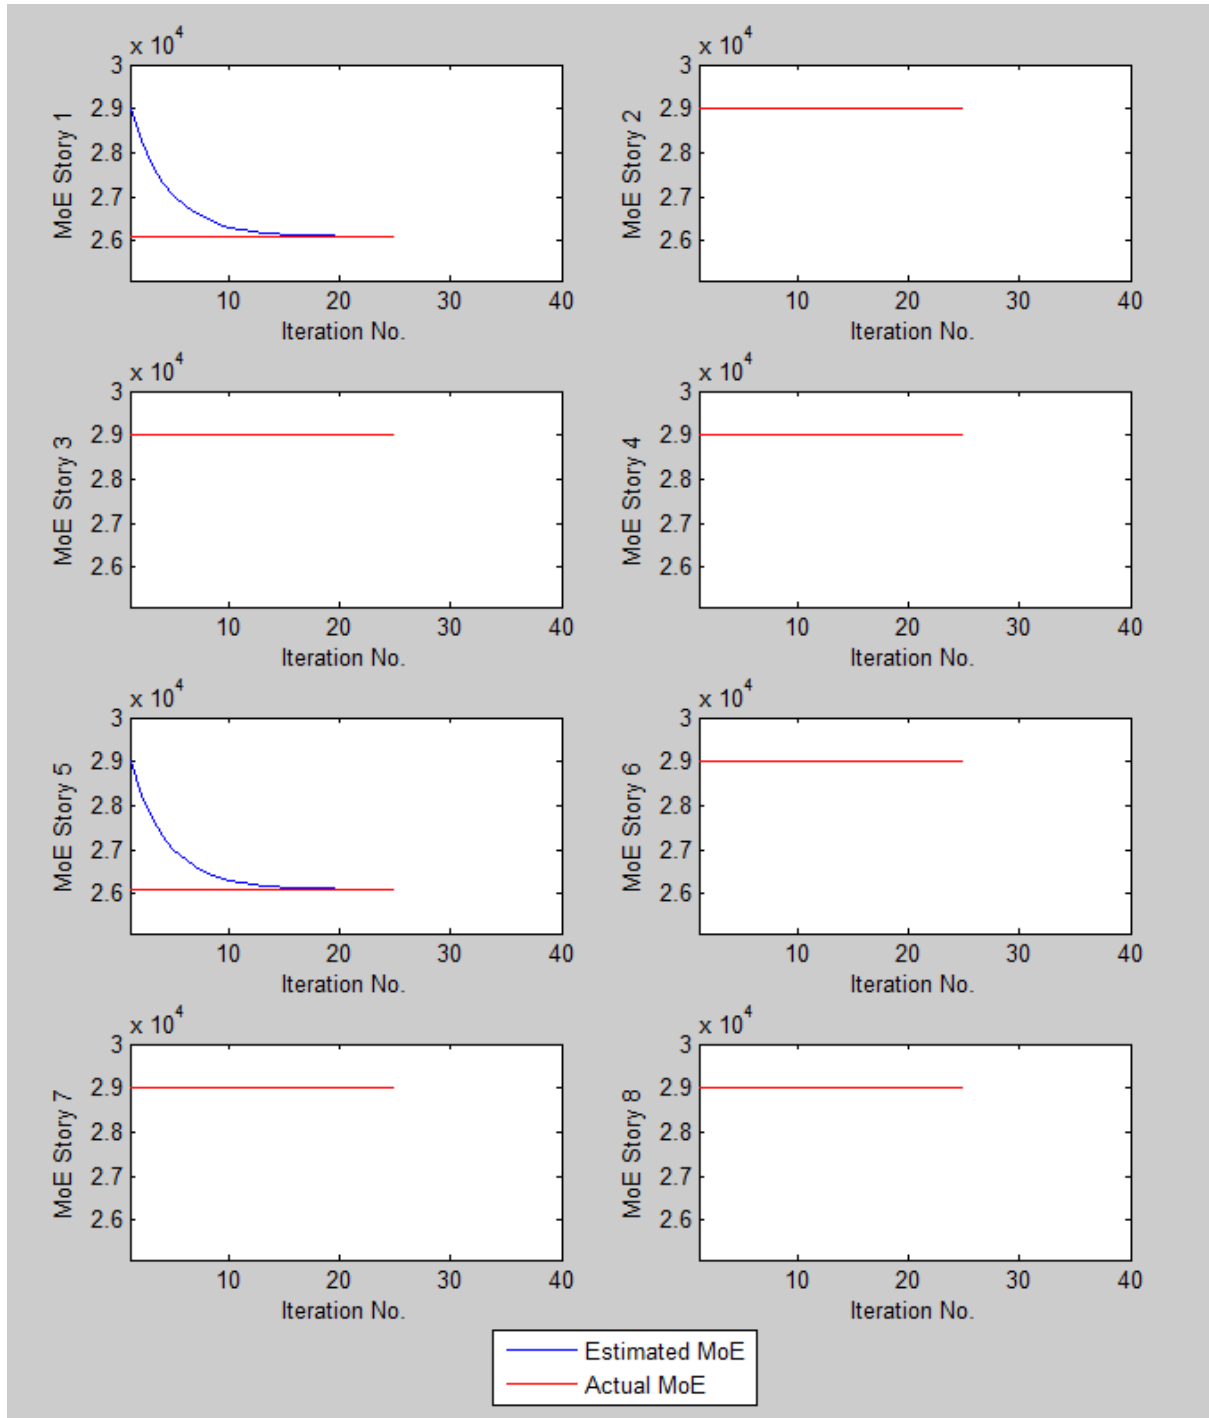 x 10^4
3
2.9
2.8
2.7
2.6
MoE Story 1
10 20 30 40
Iteration No.
x 10^4
3
2.9
2.8
2.7
2.6
MoE Story 2
10 20 30 40
Iteration No.
x 10^4
3
2.9
2.8
2.7
2.6
MoE Story 3
10 20 30 40
Iteration No.
x 10^4
3
2.9
2.8
2.7
2.6
MoE Story 4
10 20 30 40
Iteration No.
x 10^4
3
2.9
2.8
2.7
2.6
MoE Story 5
10 20 30 40
Iteration No.
x 10^4
3
2.9
2.8
2.7
2.6
MoE Story 6
10 20 30 40
Iteration No.
x 10^4
3
2.9
2.8
2.7
2.6
MoE Story 7
10 20 30 40
Iteration No.
x 10^4
3
2.9
2.8
2.7
2.6
MoE Story 8
10 20 30 40
Iteration No.
Estimated MoE
Actual MoE